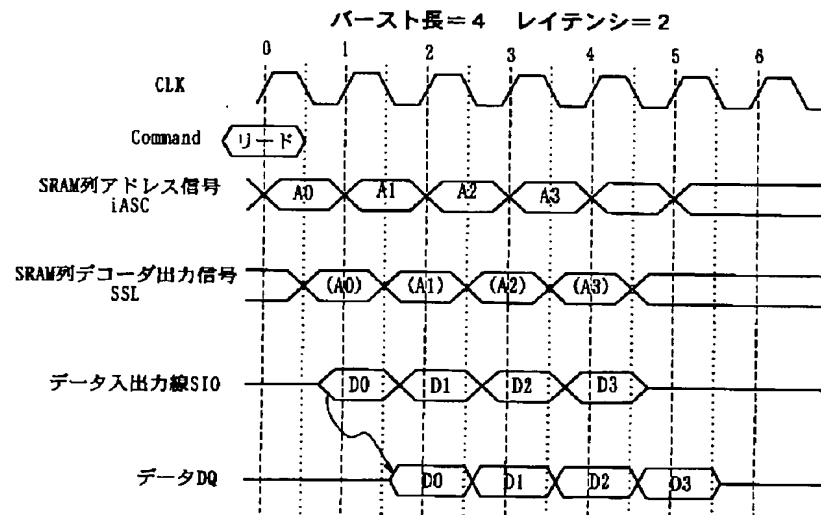 バースト長＝4 レイテンシ＝2
0 1 2 3 4 5 6
CLK
Command リード
SRAM列アドレス信号
iASC
A0 A1 A2 A3
SRAM列デコーダ出力信号
SSL
(A0) (A1) (A2) (A3)
データ入出力線SIO D0 D1 D2 D3
データDQ D0 D1 D2 D3